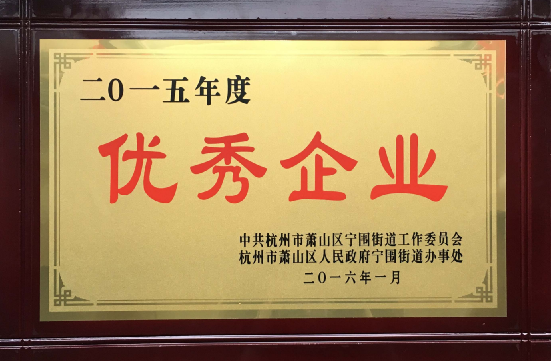 二〇一五年度
优秀企业
中共杭州市萧山区宁围街道工作委员会
杭州市萧山区人民政府宁围街道办事处
二〇一六年一月